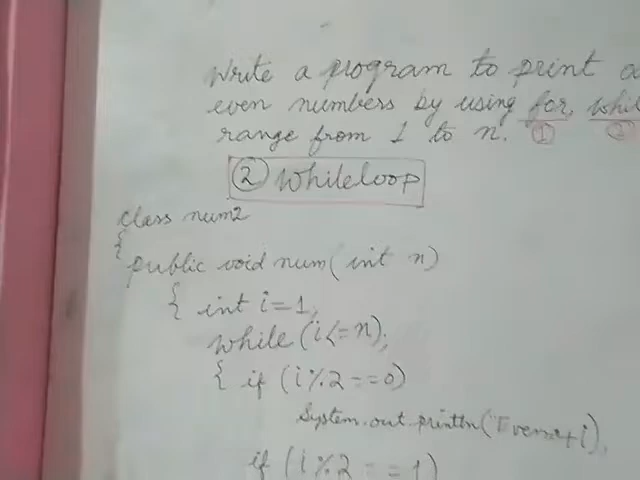 Write a program to print
even numbers by using for, whil
range from 1 to n. ① ②
② whileloop
class num2
{
public void num(int n)
{ int i=1;
while (i<=n);
{ if (i%2==0)
System.out.println("Even"+i);
if (i%2==1)